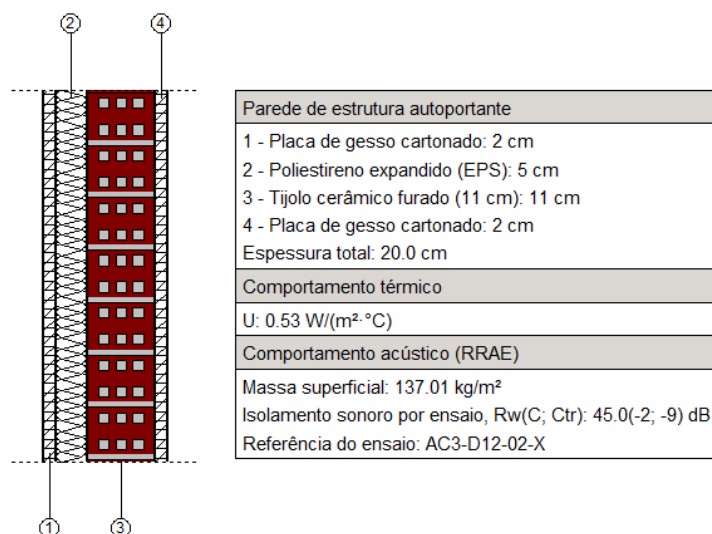 2
4
1
3
Parede de estrutura autoportante
1 - Placa de gesso cartonado: 2 cm
2 - Poliestireno expandido (EPS): 5 cm
3 - Tijolo cerâmico furado (11 cm): 11 cm
4 - Placa de gesso cartonado: 2 cm
Espessura total: 20.0 cm
Comportamento térmico
U: 0.53 W/(m²·°C)
Comportamento acústico (RRAE)
Massa superficial: 137.01 kg/m²
Isolamento sonoro por ensaio, Rw(C; Ctr): 45.0(-2; -9) dB
Referência do ensaio: AC3-D12-02-X